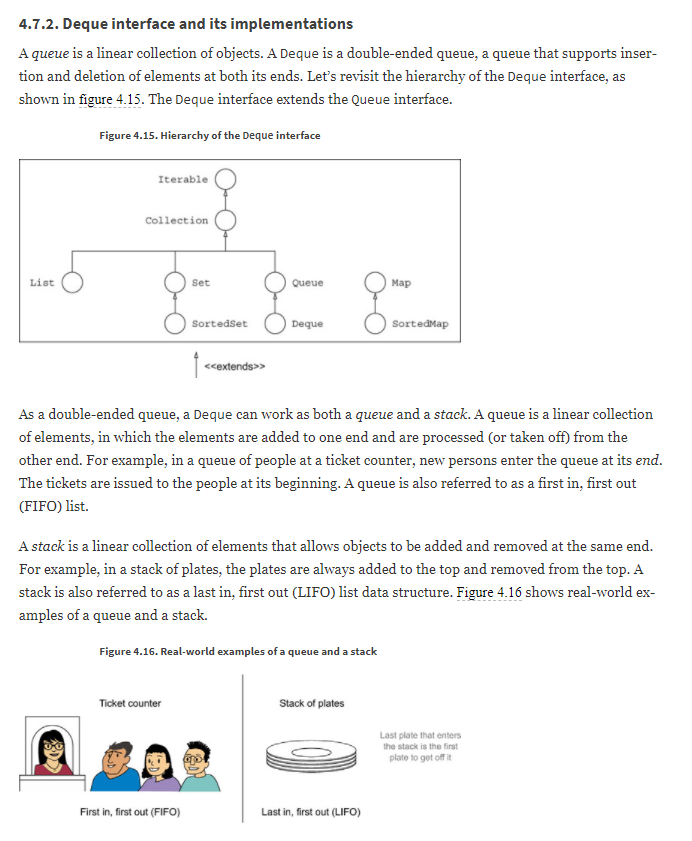 4.7.2. Deque interface and its implementations
A queue is a linear collection of objects. A Deque is a double-ended queue, a queue that supports inser-
tion and deletion of elements at both its ends. Let’s revisit the hierarchy of the Deque interface, as
shown in figure 4.15. The Deque interface extends the Queue interface.
Figure 4.15. Hierarchy of the Deque interface
Iterable
Collection
List
Set
Queue
Map
SortedSet
Deque
SortedMap
<<extends>>
As a double-ended queue, a Deque can work as both a queue and a stack. A queue is a linear collection
of elements, in which the elements are added to one end and are processed (or taken off) from the
other end. For example, in a queue of people at a ticket counter, new persons enter the queue at its end.
The tickets are issued to the people at its beginning. A queue is also referred to as a first in, first out
(FIFO) list.
A stack is a linear collection of elements that allows objects to be added and removed at the same end.
For example, in a stack of plates, the plates are always added to the top and removed from the top. A
stack is also referred to as a last in, first out (LIFO) list data structure. Figure 4.16 shows real-world ex-
amples of a queue and a stack.
Figure 4.16. Real-world examples of a queue and a stack
Ticket counter
Stack of plates
Last plate that enters
the stack is the first
plate to get off it
First in, first out (FIFO)
Last in, first out (LIFO)